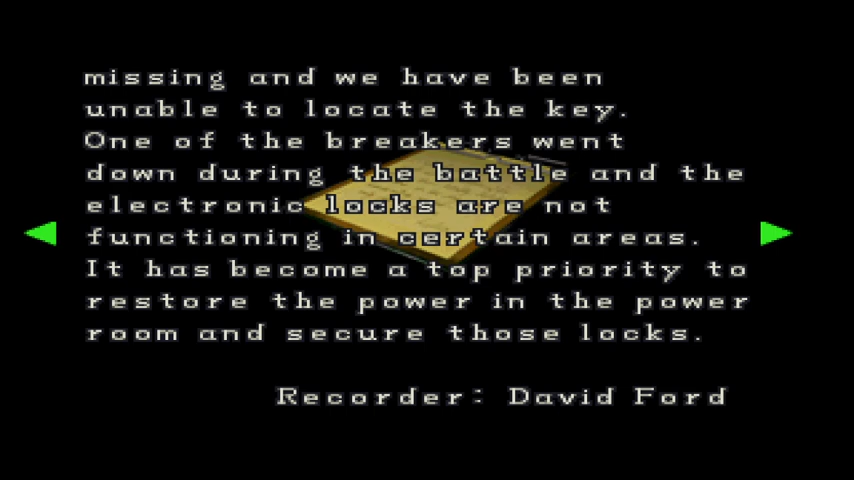 missing and we have been
unable to locate the key.
One of the breakers went
down during the battle and the
electronic locks are not
functioning in certain areas.
It has become a top priority to
restore the power in the power
room and secure those locks.
Recorder: David Ford